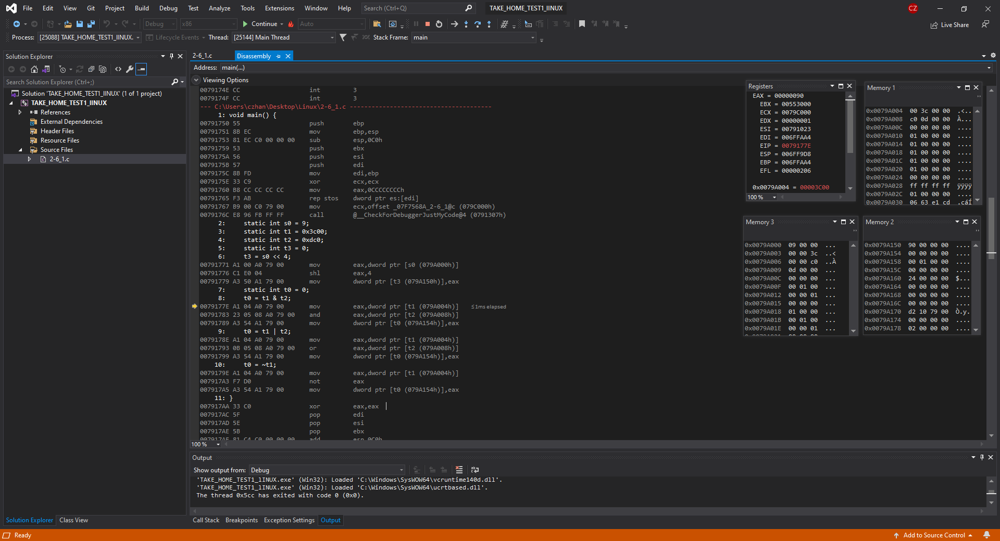 File Edit View Git Project Build Debug Test Analyze Tools Extensions Window Help Search (Ctrl+Q) TAKE_HOME_TEST1_lINUX CZ
Debug x86 Continue Auto Live Share
Process: [25088] TAKE_HOME_TEST1_lINUX. Lifecycle Events Thread: [25144] Main Thread Stack Frame: main
Solution Explorer
Search Solution Explorer (Ctrl+;)
Solution 'TAKE_HOME_TEST1_lINUX' (1 of 1 project)
TAKE_HOME_TEST1_lINUX
References
External Dependencies
Header Files
Resource Files
Source Files
2-6_1.c
Solution Explorer Class View
2-6_1.c Disassembly
Address: main(...)
Viewing Options
0079174E CC int 3
0079174F CC int 3
--- C:\Users\czhan\Desktop\Linux\2-6_1.c ---------------------------------------
1: void main() {
00791750 55 push ebp
00791751 8B EC mov ebp,esp
00791753 81 EC C0 00 00 00 sub esp,0C0h
00791759 53 push ebx
0079175A 56 push esi
0079175B 57 push edi
0079175C 8B FD mov edi,ebp
0079175E 33 C9 xor ecx,ecx
00791760 B8 CC CC CC CC mov eax,0CCCCCCCCh
00791765 F3 AB rep stos dword ptr es:[edi]
00791767 B9 00 C0 79 00 mov ecx,offset _07F7568A_2-6_1@c (079C000h)
0079176C E8 96 FB FF FF call @__CheckForDebuggerJustMyCode@4 (0791307h)
2: static int s0 = 9;
3: static int t1 = 0x3c00;
4: static int t2 = 0xdc0;
5: static int t3 = 0;
6: t3 = s0 << 4;
00791771 A1 00 A0 79 00 mov eax,dword ptr [s0 (079A000h)]
00791776 C1 E0 04 shl eax,4
00791779 A3 50 A1 79 00 mov dword ptr [t3 (079A150h)],eax
7: static int t0 = 0;
8: t0 = t1 & t2;
0079177E A1 04 A0 79 00 mov eax,dword ptr [t1 (079A004h)] ≤1ms elapsed
00791783 23 05 08 A0 79 00 and eax,dword ptr [t2 (079A008h)]
00791789 A3 54 A1 79 00 mov dword ptr [t0 (079A154h)],eax
9: t0 = t1 | t2;
0079178E A1 04 A0 79 00 mov eax,dword ptr [t1 (079A004h)]
00791793 0B 05 08 A0 79 00 or eax,dword ptr [t2 (079A008h)]
00791799 A3 54 A1 79 00 mov dword ptr [t0 (079A154h)],eax
10: t0 = ~t1;
0079179E A1 04 A0 79 00 mov eax,dword ptr [t1 (079A004h)]
007917A3 F7 D0 not eax
007917A5 A3 54 A1 79 00 mov dword ptr [t0 (079A154h)],eax
11: }
007917AA 33 C0 xor eax,eax
007917AC 5F pop edi
007917AD 5E pop esi
007917AE 5B pop ebx
007917AF 81 C4 C0 00 00 00 add esp,0C0h
100 %
Registers
EAX = 00000090
EBX = 00553000
ECX = 0079C000
EDX = 00000001
ESI = 00791023
EDI = 006FFAA4
EIP = 0079177E
ESP = 006FF9D8
EBP = 006FFAA4
EFL = 00000206
0x0079A004 = 00003C00
100 %
Memory 1
0x0079A004 00 3c 00 00 .<..
0x0079A008 c0 0d 00 00 À...
0x0079A00C 00 00 00 00 ....
0x0079A010 01 00 00 00 ....
0x0079A014 01 00 00 00 ....
0x0079A018 01 00 00 00 ....
0x0079A01C 01 00 00 00 ....
0x0079A020 01 00 00 00 ....
0x0079A024 00 00 00 00 ....
0x0079A028 ff ff ff ff ÿÿÿÿ
0x0079A02C 01 00 00 00 ....
0x0079A030 06 63 e1 cd .cáÍ
Memory 3
0x0079A000 09 00 00 ...
0x0079A003 00 00 3c ..<
0x0079A006 00 00 c0 ..À
0x0079A009 0d 00 00 ...
0x0079A00C 00 00 00 ...
0x0079A00F 00 01 00 ...
0x0079A012 00 00 01 ...
0x0079A015 00 00 00 ...
0x0079A018 01 00 00 ...
0x0079A01B 00 01 00 ...
0x0079A01E 00 00 01 ...
Memory 2
0x0079A150 90 00 00 00 ....
0x0079A154 00 00 00 00 ....
0x0079A158 00 01 00 00 ....
0x0079A15C 00 00 00 00 ....
0x0079A160 24 00 00 00 $...
0x0079A164 00 00 00 00 ....
0x0079A168 00 00 00 00 ....
0x0079A16C 00 00 00 00 ....
0x0079A170 d2 10 79 00 Ò.y.
0x0079A174 00 00 00 00 ....
0x0079A178 02 00 00 00 ....
Output
Show output from: Debug
'TAKE_HOME_TEST1_lINUX.exe' (Win32): Loaded 'C:\Windows\SysWOW64\vcruntime140d.dll'.
'TAKE_HOME_TEST1_lINUX.exe' (Win32): Loaded 'C:\Windows\SysWOW64\ucrtbased.dll'.
The thread 0x5cc has exited with code 0 (0x0).
Call Stack Breakpoints Exception Settings Output
Ready Add to Source Control